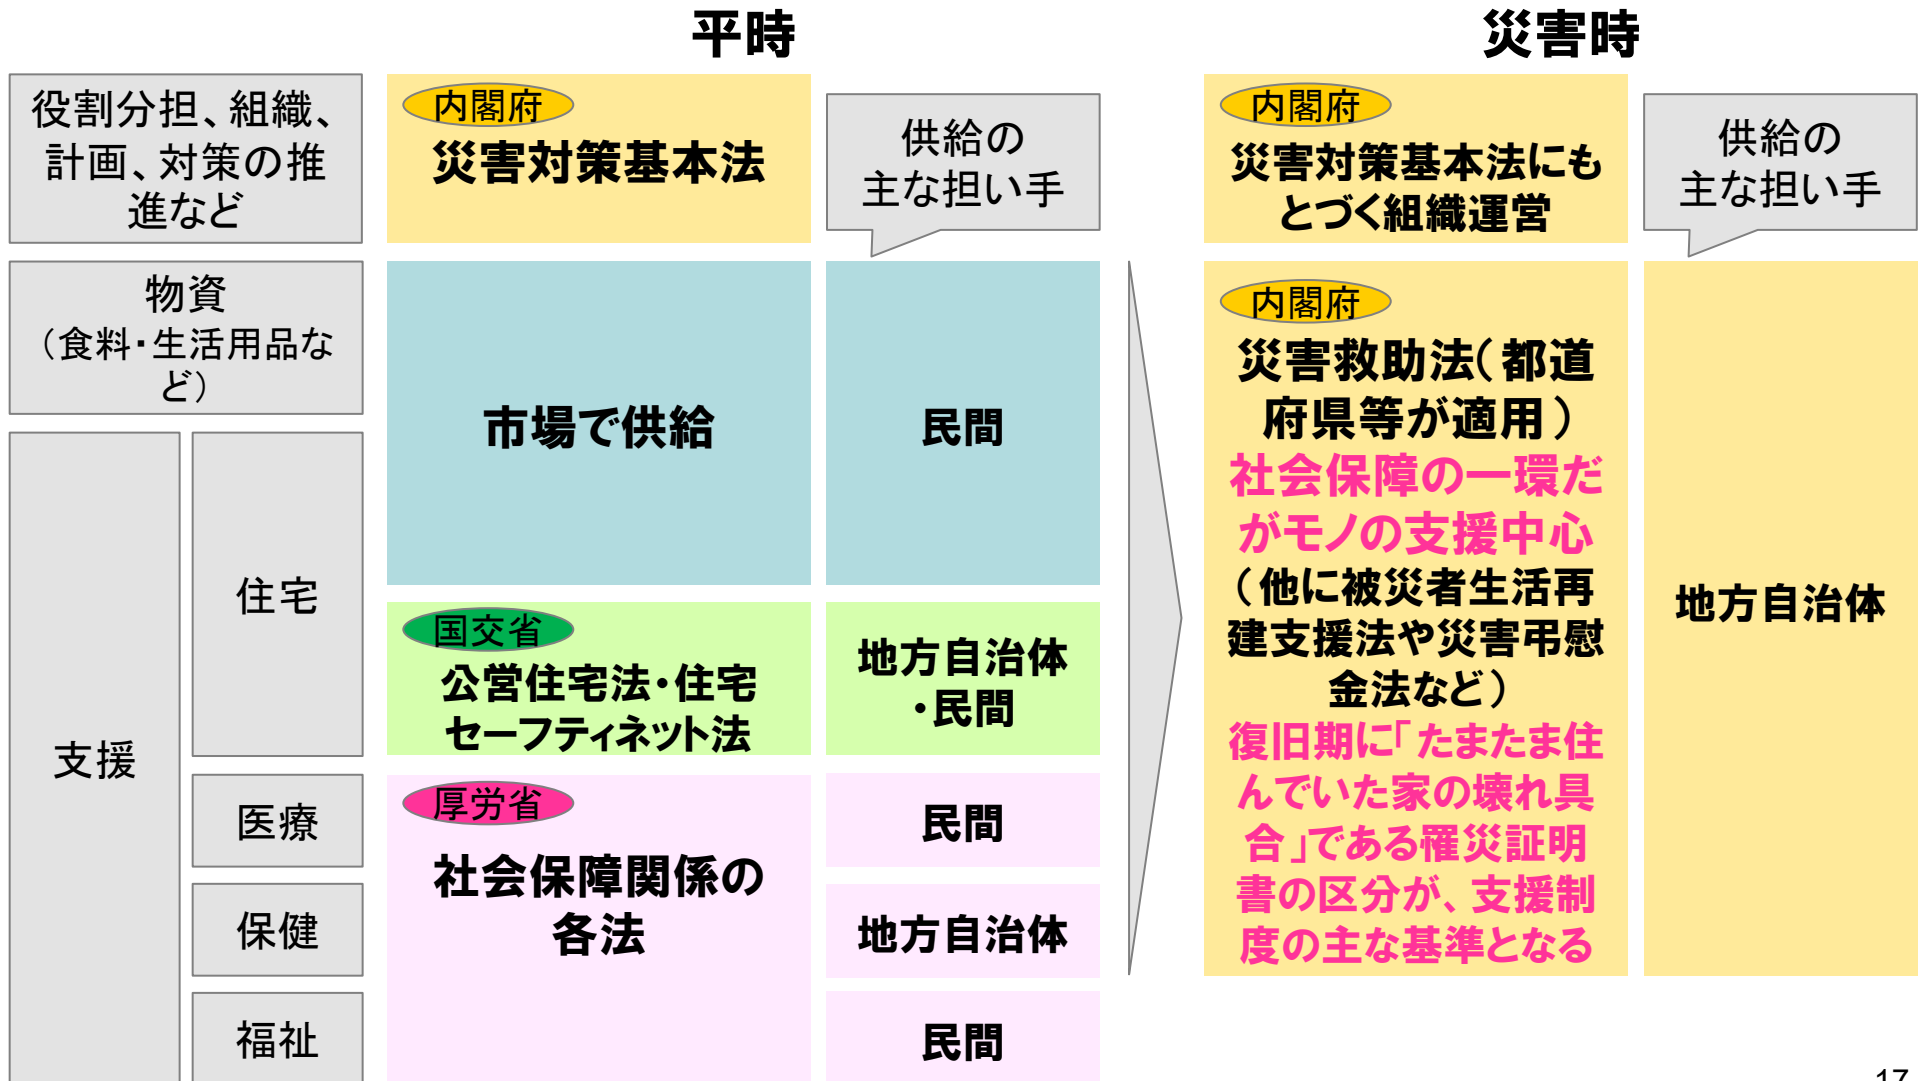 平時
災害時
役割分担、組織、
計画、対策の推
進など
内閣府
災害対策基本法
供給の
主な担い手
内閣府
災害対策基本法にも
とづく組織運営
供給の
主な担い手
物資
（食料・生活用品な
ど）
市場で供給
民間
内閣府
災害救助法（都道
府県等が適用）
社会保障の一環だ
がモノの支援中心
（他に被災者生活再
建支援法や災害弔慰
金法など）
復旧期に「たまたま住
んでいた家の壊れ具
合」である罹災証明
書の区分が、支援制
度の主な基準となる
地方自治体
支援
住宅
国交省
公営住宅法・住宅
セーフティネット法
地方自治体
・民間
医療
厚労省
社会保障関係の
各法
民間
保健
地方自治体
福祉
民間
17